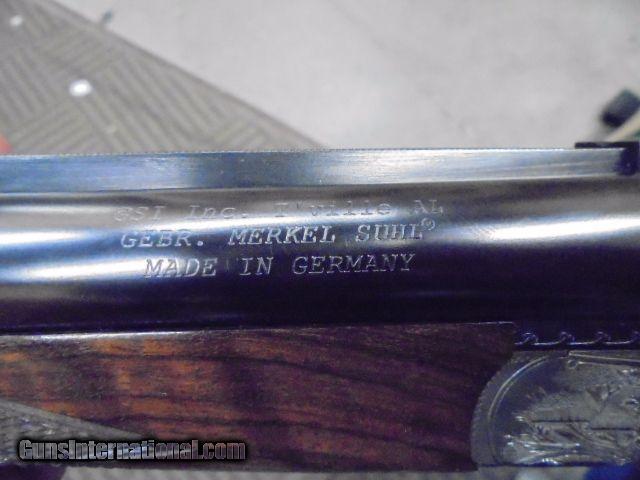 GSI Inc. T'ville AL
GEBR. MERKEL SUHL®
MADE IN GERMANY
GunsInternational.com